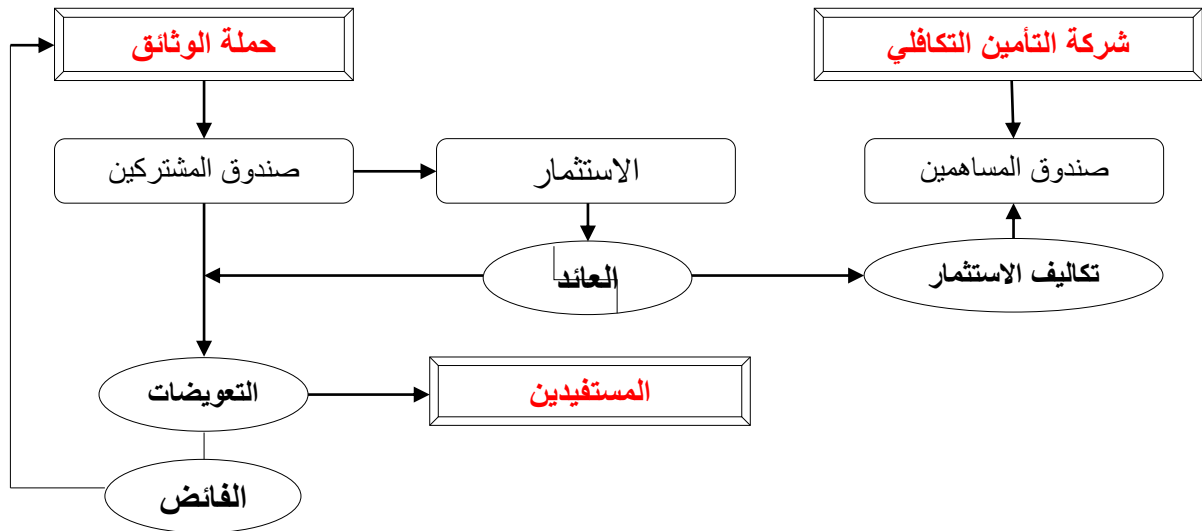 حملة الوثائق
شركة التأمين التكافلي
صندوق المشتركين
الاستثمار
صندوق المساهمين
العائد
تكاليف الاستثمار
التعويضات
المستفيدين
الفائض